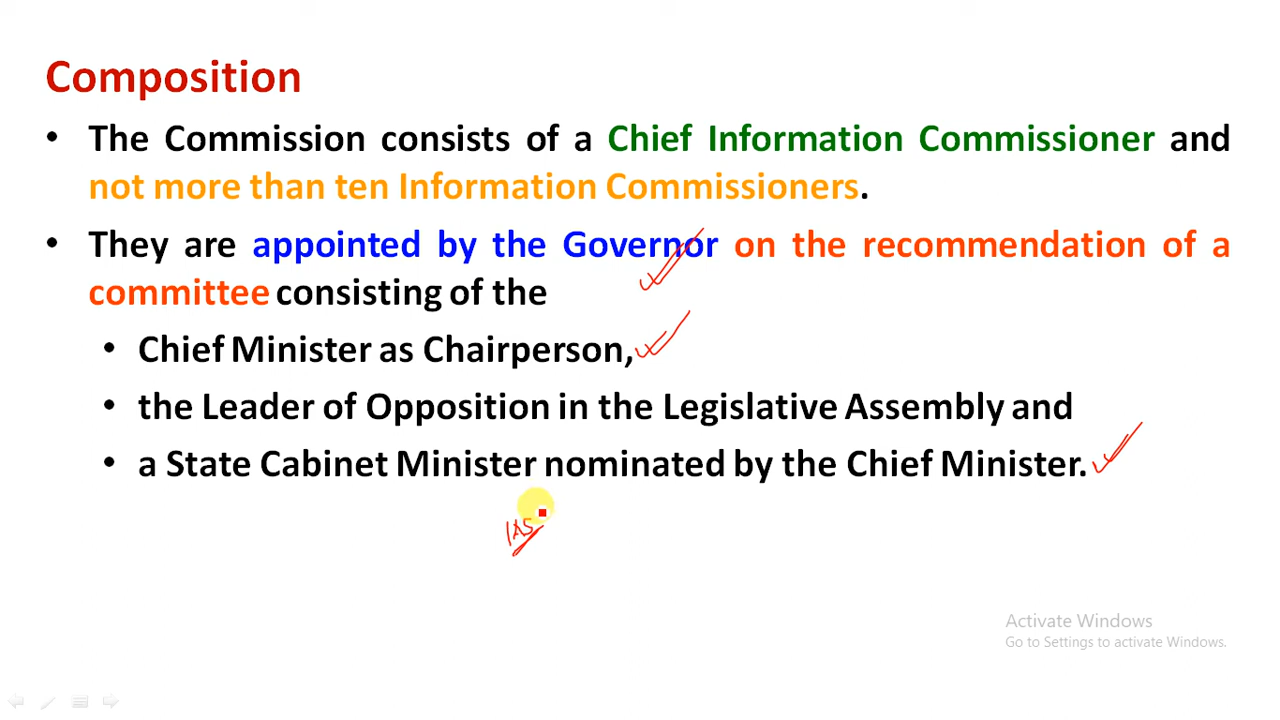 Composition
• The Commission consists of a Chief Information Commissioner and
not more than ten Information Commissioners.
• They are appointed by the Governor on the recommendation of a
committee consisting of the
• Chief Minister as Chairperson,
• the Leader of Opposition in the Legislative Assembly and
• a State Cabinet Minister nominated by the Chief Minister.
IAS
Activate Windows
Go to Settings to activate Windows.